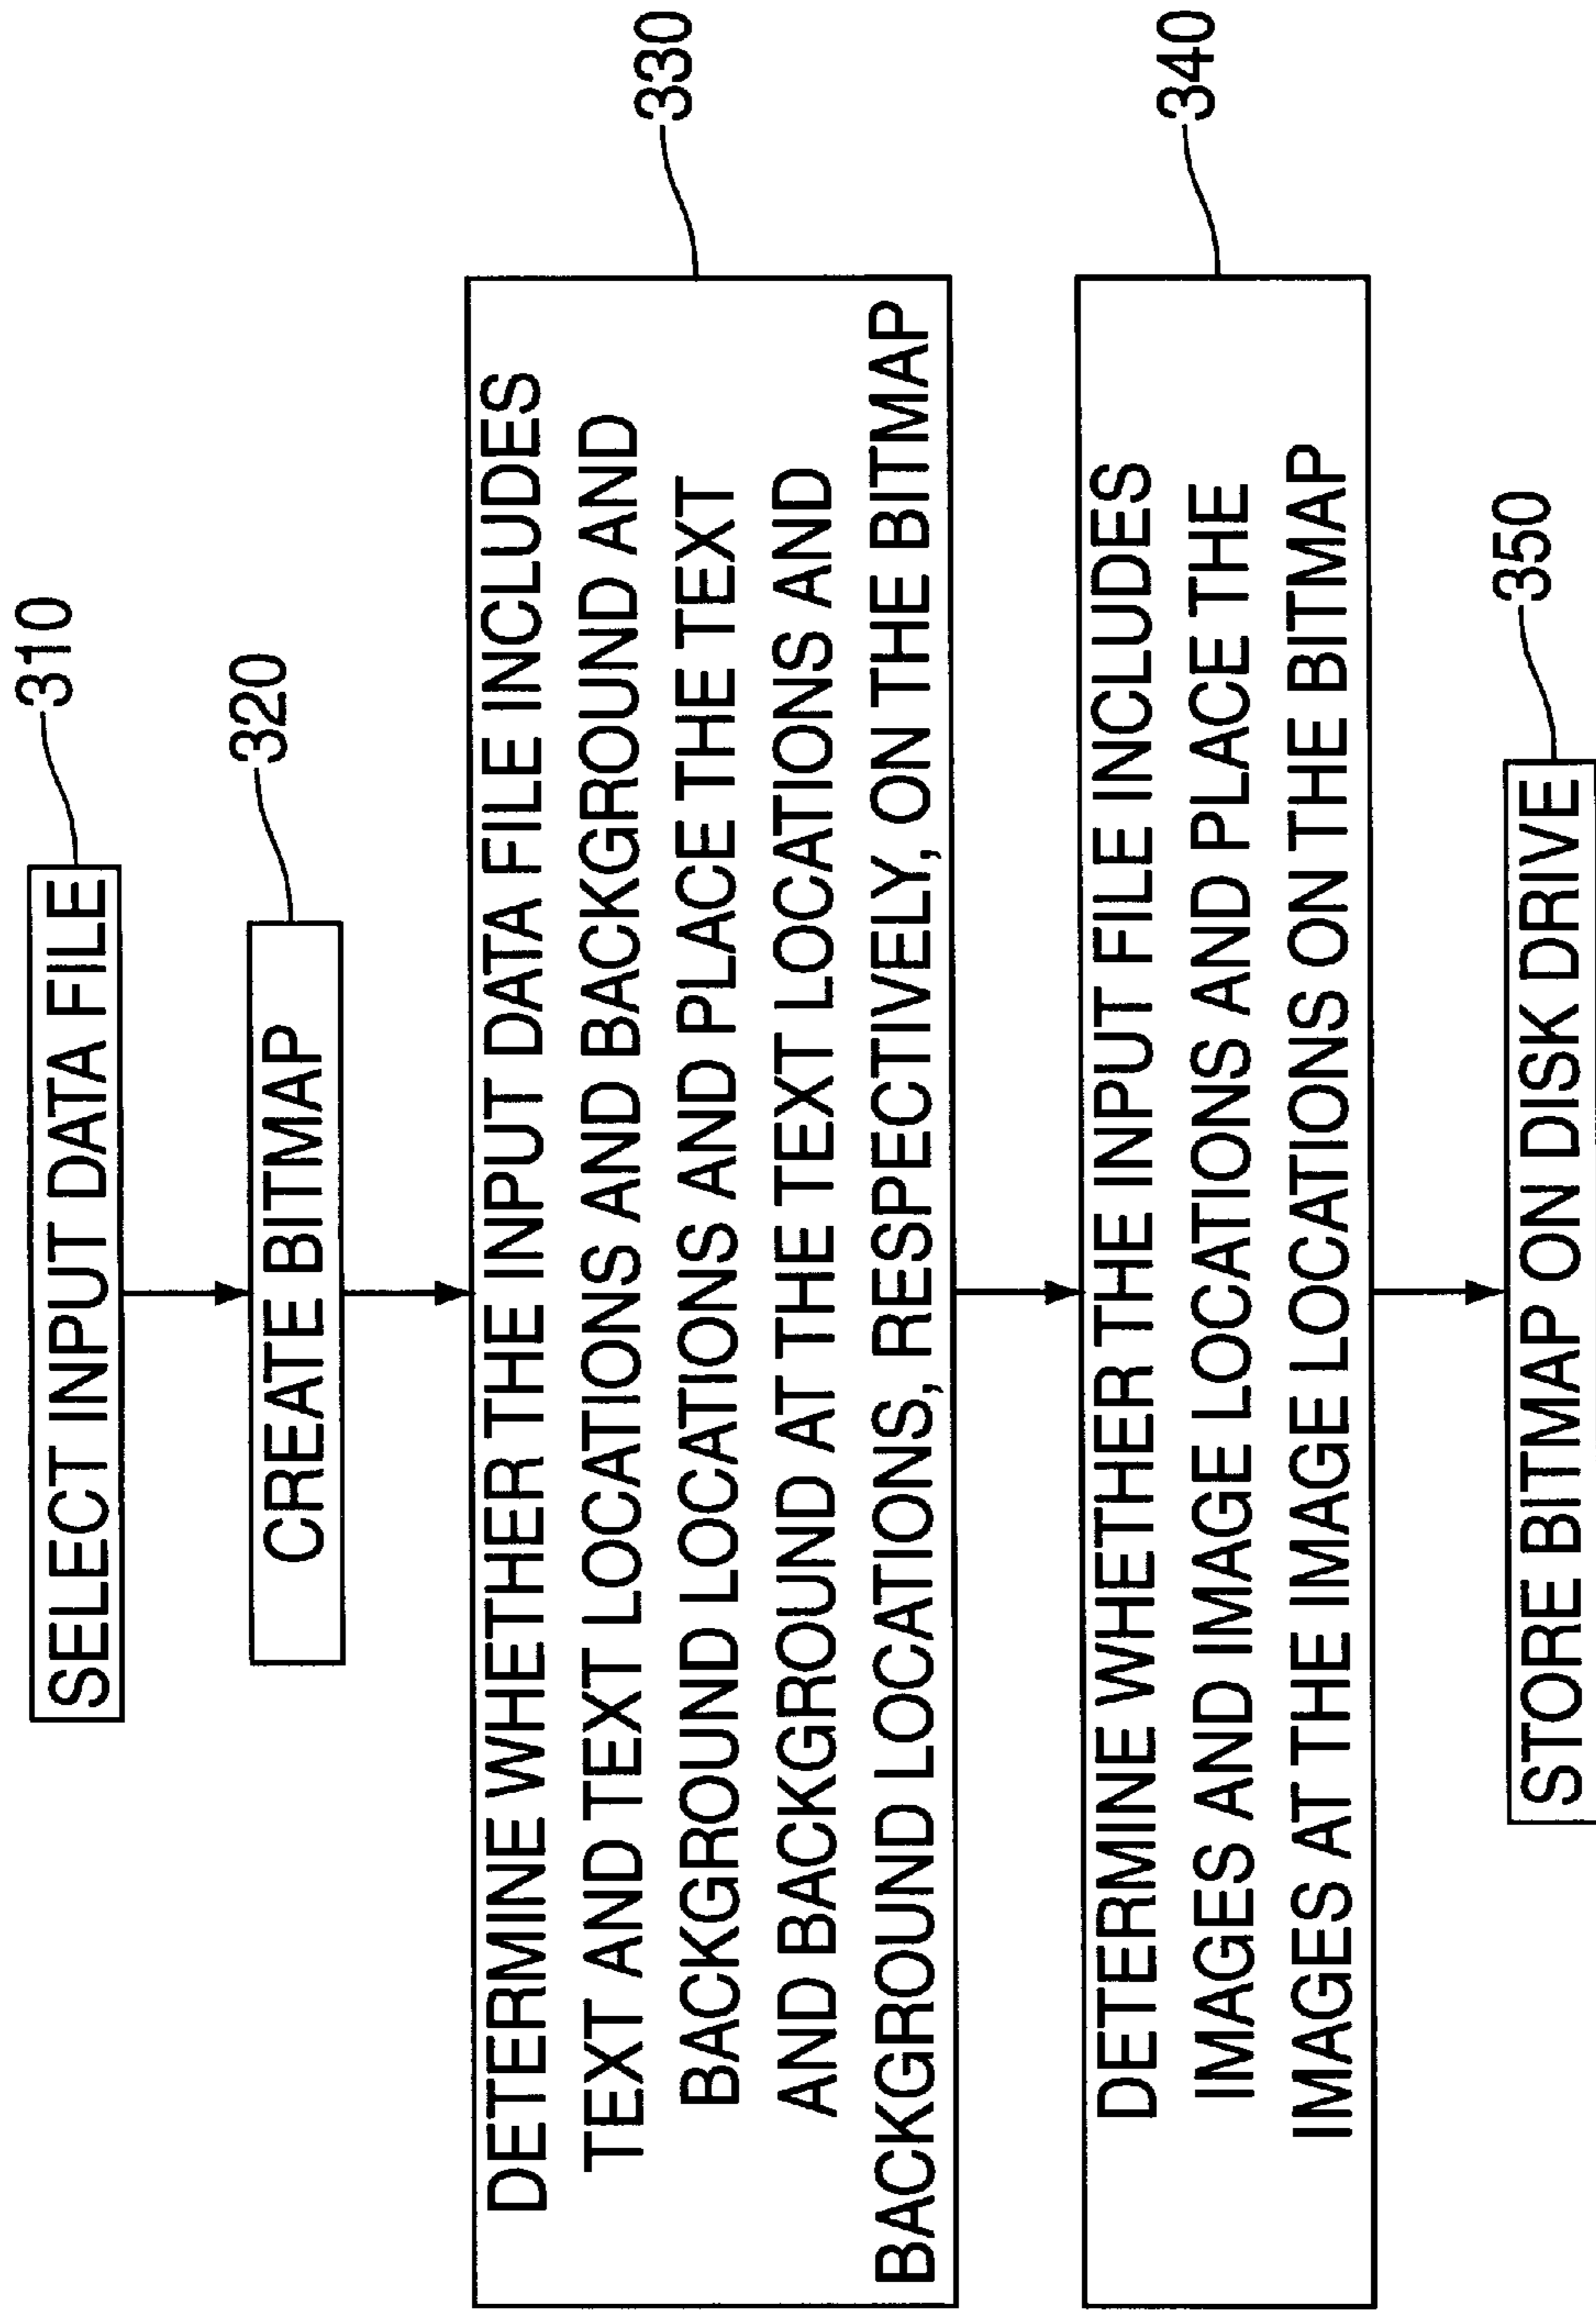 310
SELECT INPUT DATA FILE
320
CREATE BITMAP
330
DETERMINE WHETHER THE INPUT DATA FILE INCLUDES
TEXT AND TEXT LOCATIONS AND BACKGROUND AND
BACKGROUND LOCATIONS AND PLACE THE TEXT
AND BACKGROUND AT THE TEXT LOCATIONS AND
BACKGROUND LOCATIONS, RESPECTIVELY, ON THE BITMAP
340
DETERMINE WHETHER THE INPUT FILE INCLUDES
IMAGES AND IMAGE LOCATIONS AND PLACE THE
IMAGES AT THE IMAGE LOCATIONS ON THE BITMAP
350
STORE BITMAP ON DISK DRIVE